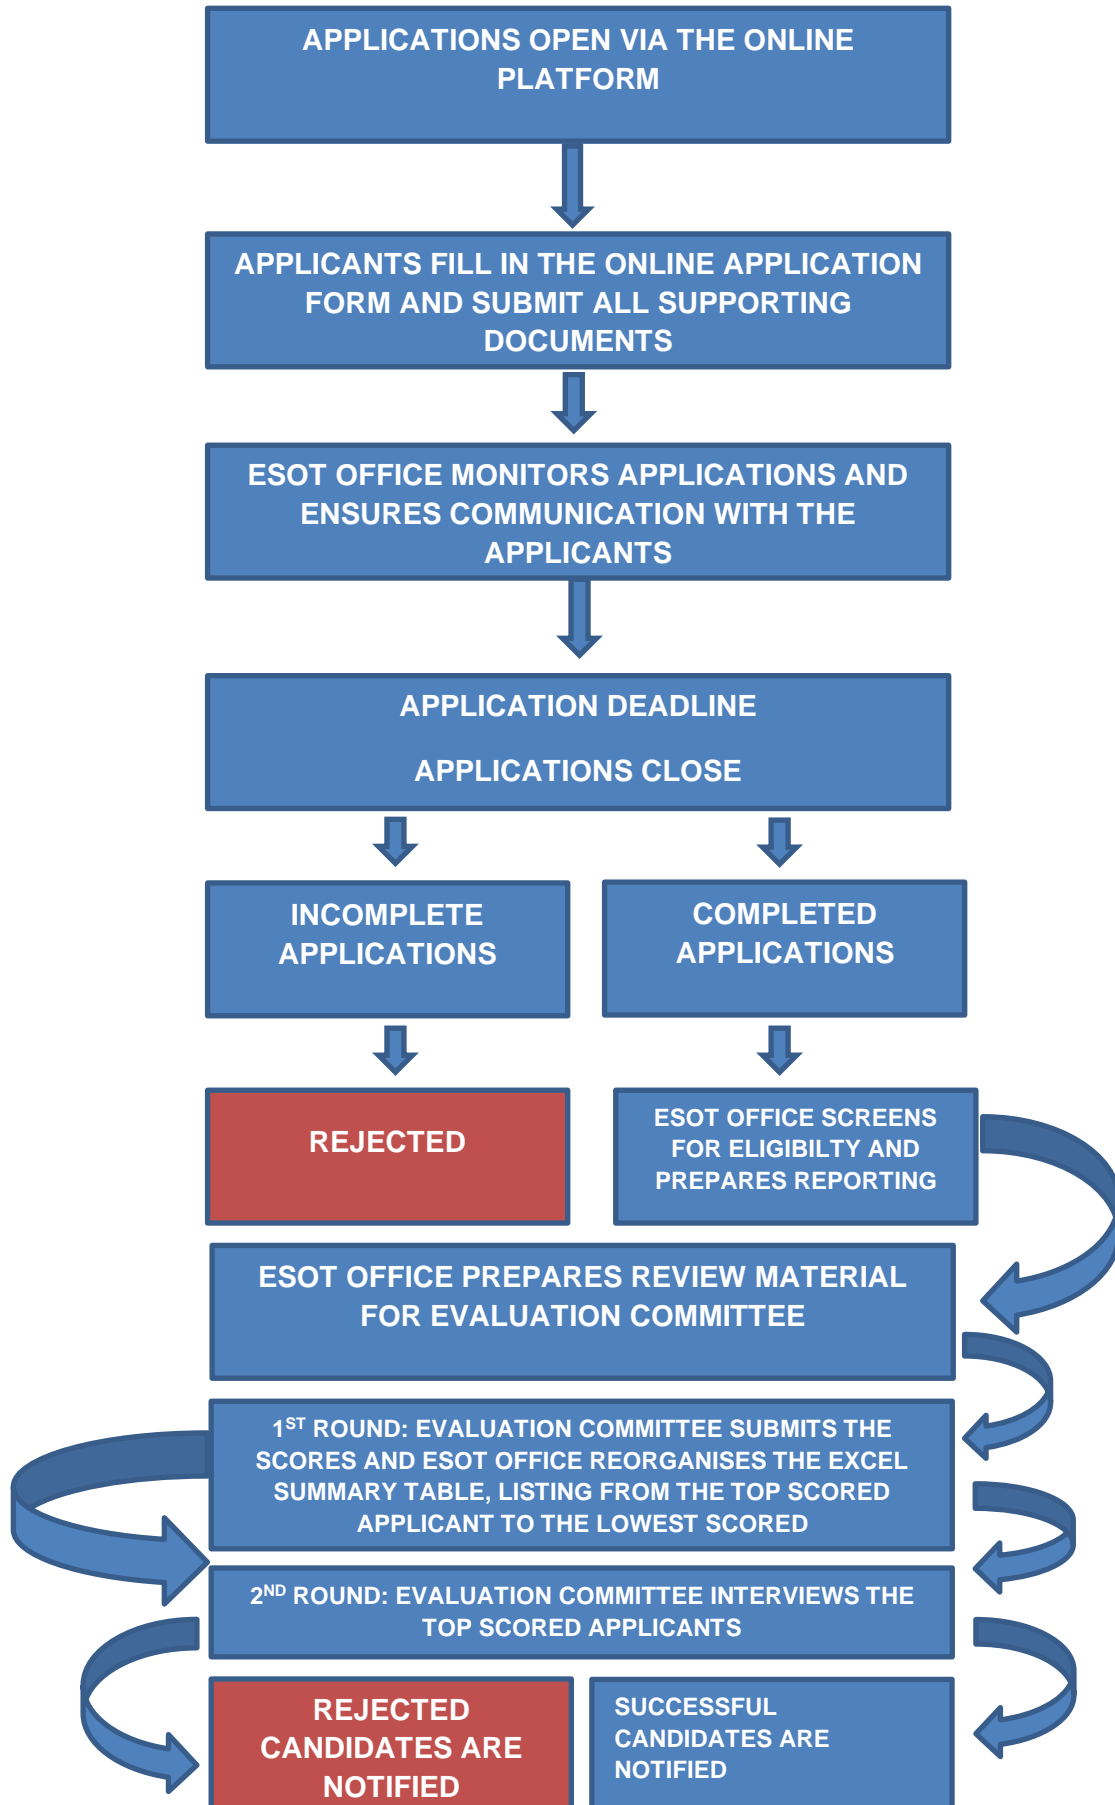 APPLICATIONS OPEN VIA THE ONLINE
PLATFORM
APPLICANTS FILL IN THE ONLINE APPLICATION
FORM AND SUBMIT ALL SUPPORTING
DOCUMENTS
ESOT OFFICE MONITORS APPLICATIONS AND
ENSURES COMMUNICATION WITH THE
APPLICANTS
APPLICATION DEADLINE
APPLICATIONS CLOSE
INCOMPLETE
APPLICATIONS
COMPLETED
APPLICATIONS
REJECTED
ESOT OFFICE SCREENS
FOR ELIGIBILTY AND
PREPARES REPORTING
ESOT OFFICE PREPARES REVIEW MATERIAL
FOR EVALUATION COMMITTEE
1ST ROUND: EVALUATION COMMITTEE SUBMITS THE
SCORES AND ESOT OFFICE REORGANISES THE EXCEL
SUMMARY TABLE, LISTING FROM THE TOP SCORED
APPLICANT TO THE LOWEST SCORED
2ND ROUND: EVALUATION COMMITTEE INTERVIEWS THE
TOP SCORED APPLICANTS
REJECTED
CANDIDATES ARE
NOTIFIED
SUCCESSFUL
CANDIDATES ARE
NOTIFIED